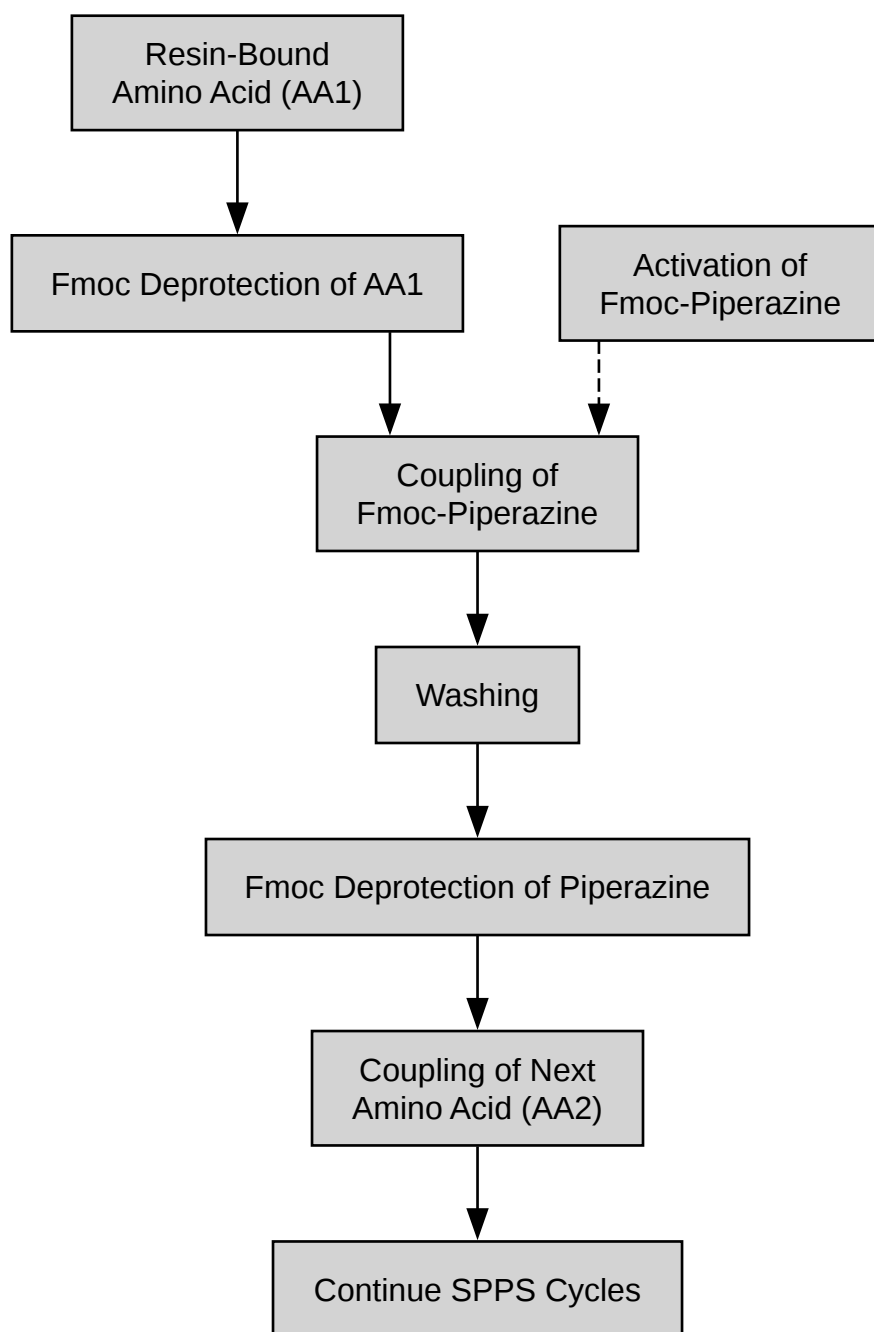 Resin-Bound
Amino Acid (AA1)
Fmoc Deprotection of AA1
Activation of
Fmoc-Piperazine
Coupling of
Fmoc-Piperazine
Washing
Fmoc Deprotection of Piperazine
Coupling of Next
Amino Acid (AA2)
Continue SPPS Cycles